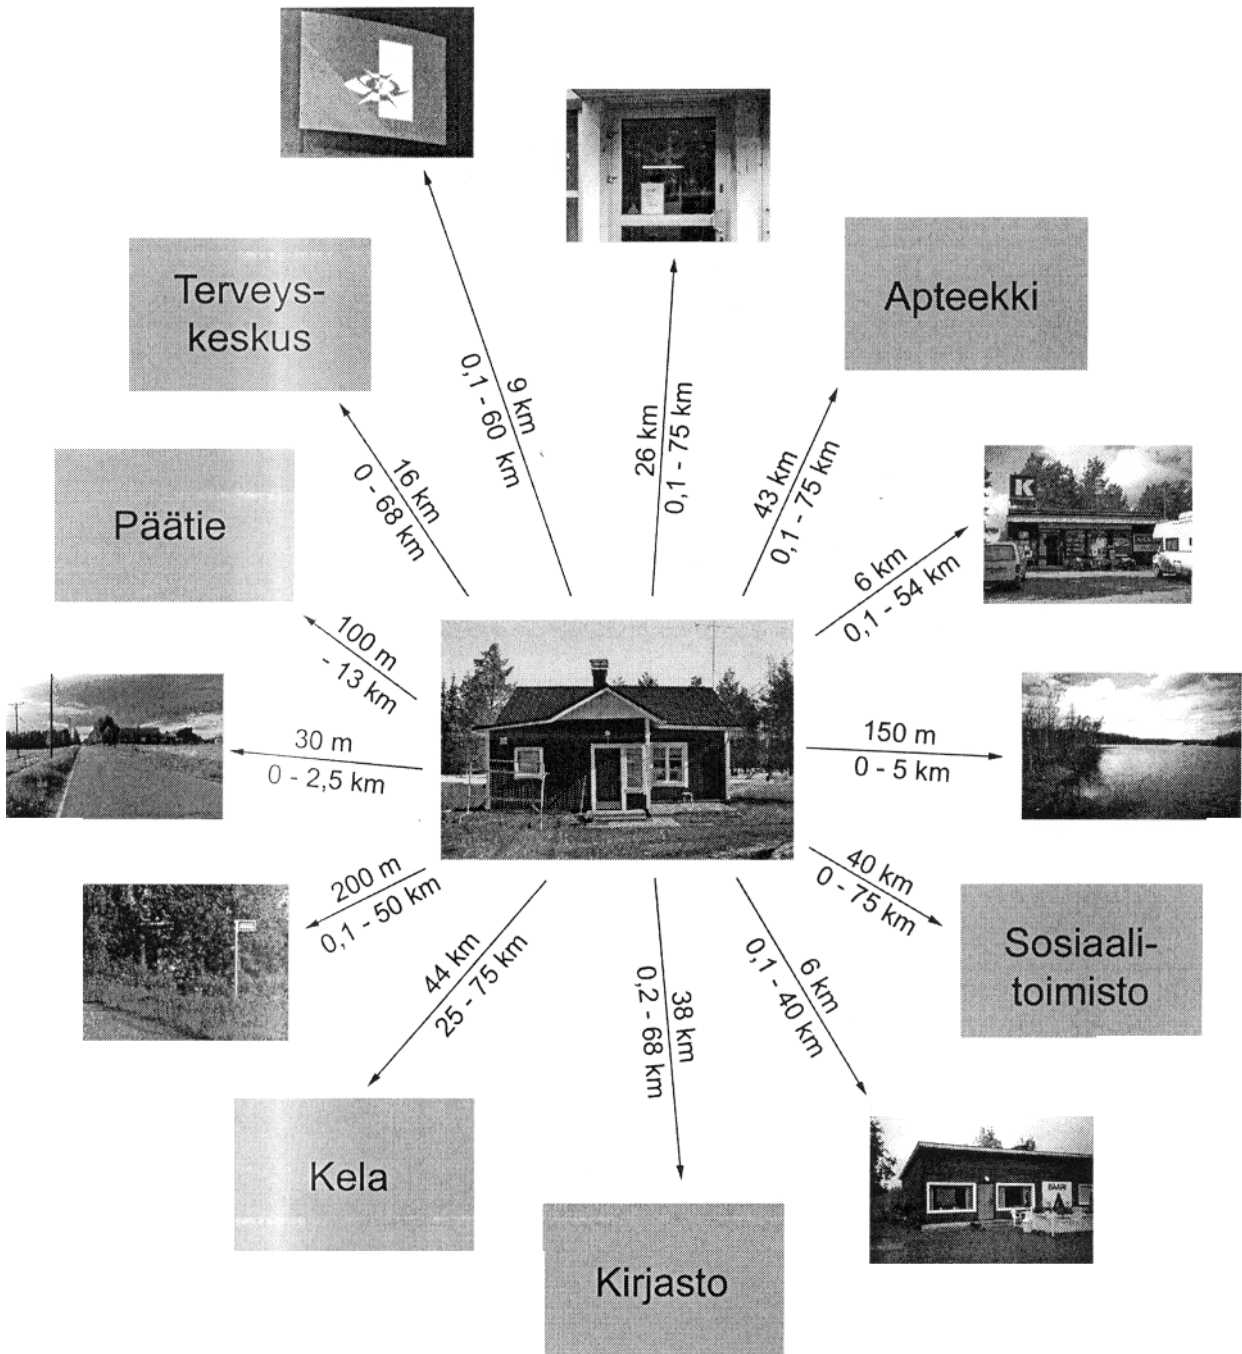 Terveys-
keskus
Apteekki
Päätie
9 km
0,1 - 60 km
26 km
0,1 - 75 km
43 km
0,1 - 75 km
16 km
0 - 68 km
K
6 km
0,1 - 54 km
100 m
- 13 km
30 m
0 - 2,5 km
150 m
0 - 5 km
200 m
0,1 - 50 km
40 km
0 - 75 km
Sosiaali-
toimisto
44 km
25 - 75 km
38 km
0,2 - 68 km
6 km
0,1 - 40 km
BAARI
Kela
Kirjasto